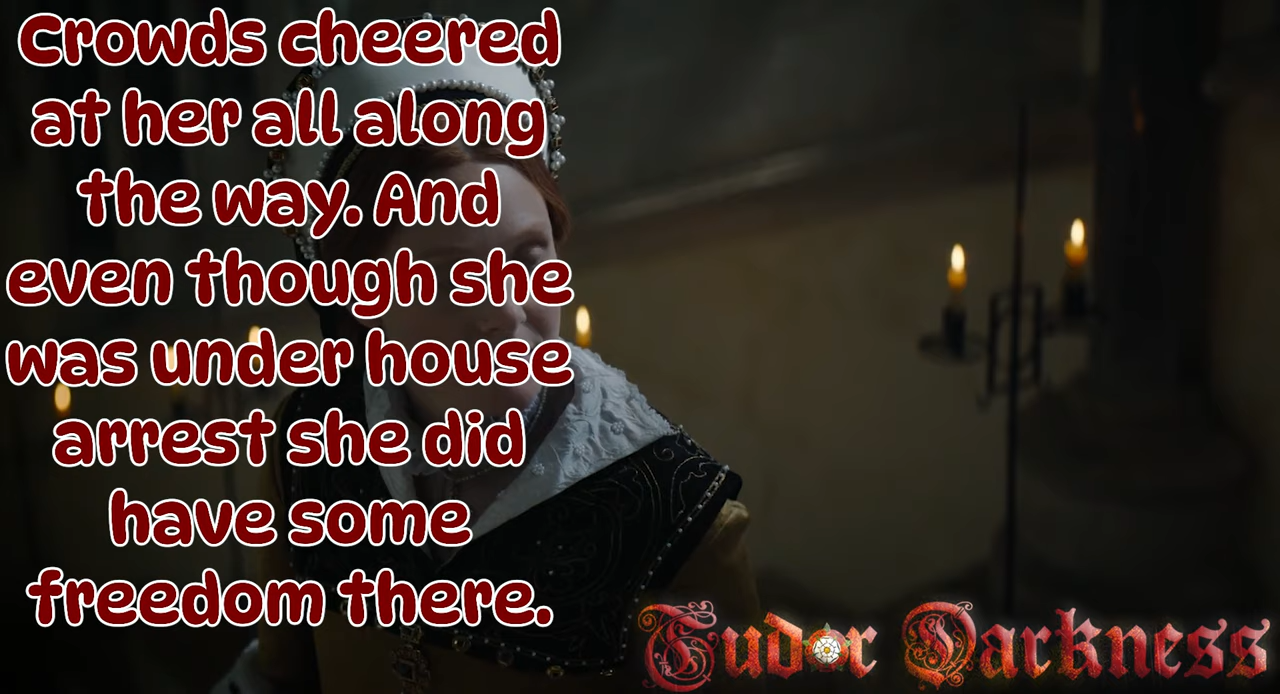 Crowds cheered
at her all along
the way. And
even though she
was under house
arrest she did
have some
freedom there.
Tudor Darkness